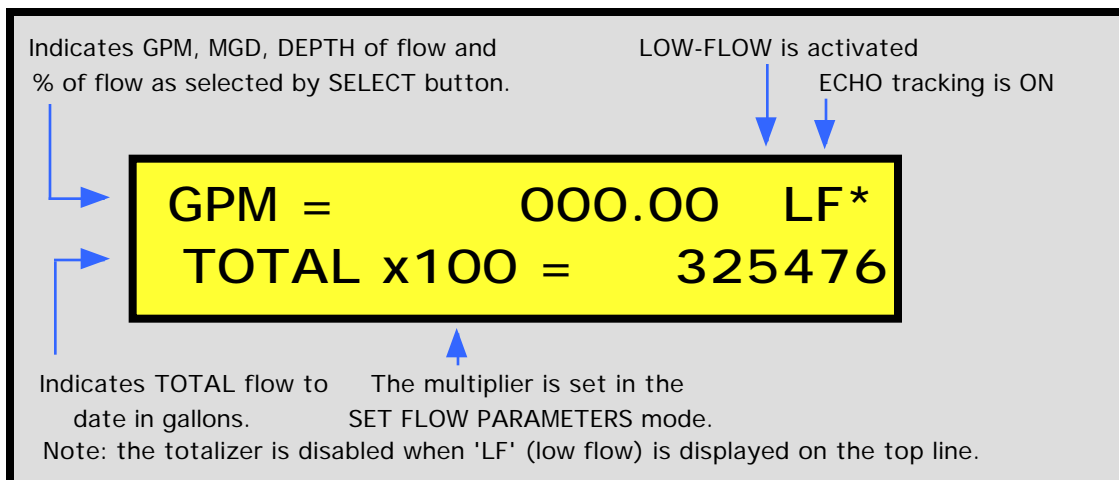 Indicates GPM, MGD, DEPTH of flow and
% of flow as selected by SELECT button.
LOW-FLOW is activated
ECHO tracking is ON
GPM = 000.00 LF*
TOTAL x100 = 325476
Indicates TOTAL flow to
date in gallons.
The multiplier is set in the
SET FLOW PARAMETERS mode.
Note: the totalizer is disabled when 'LF' (low flow) is displayed on the top line.